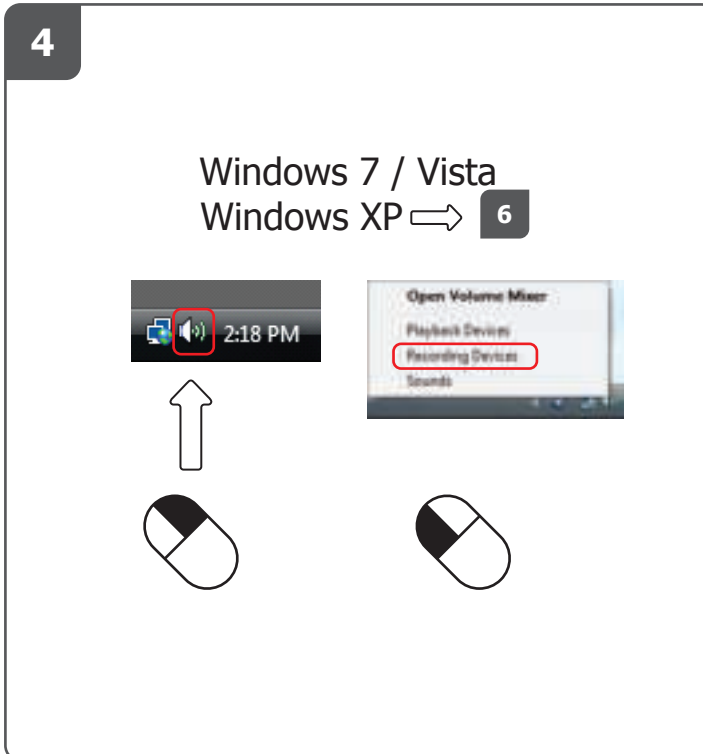 4
Windows 7 / Vista
Windows XP 6
2:18 PM
Open Volume Mixer
Playback Devices
Recording Devices
Sounds